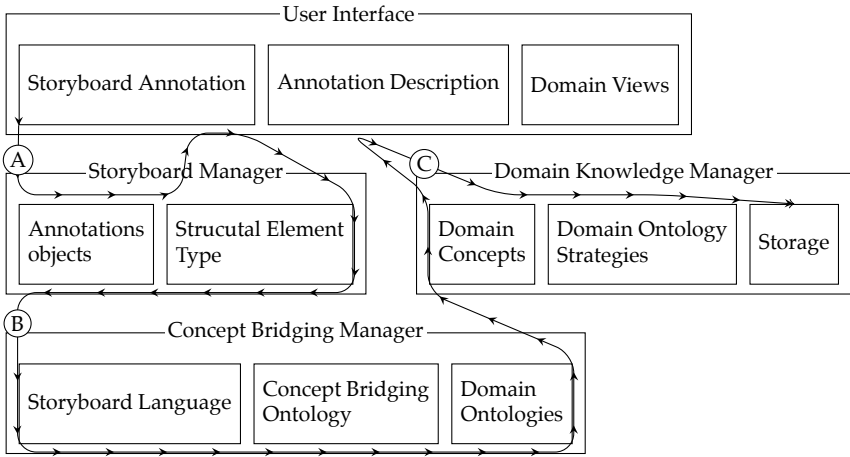 User Interface
Storyboard Annotation
Annotation Description
Domain Views
A
Storyboard Manager
C
Domain Knowledge Manager
Annotations
objects
Strucutal Element
Type
Domain
Concepts
Domain Ontology
Strategies
Storage
B
Concept Bridging Manager
Storyboard Language
Concept Bridging
Ontology
Domain
Ontologies